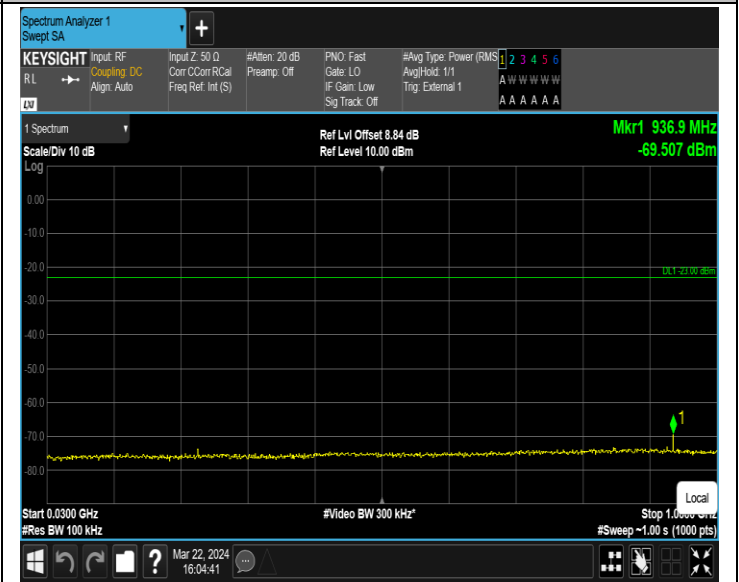 Spectrum Analyzer 1
Swept SA
+
KEYSIGHT Input: RF Input Z: 50 Ω #Atten: 20 dB PNO: Fast #Avg Type: Power (RMS 1 2 3 4 5 6
RL Coupling: DC Corr CCorr RCal Preamp: Off Gate: LO Avg|Hold: 1/1 A W W W W W
Align: Auto Freq Ref: Int (S) IF Gain: Low Trig: External 1
LXI Sig Track: Off A A A A A A
1 Spectrum Ref Lvl Offset 8.84 dB Mkr1 936.9 MHz
Scale/Div 10 dB Ref Level 10.00 dBm -69.507 dBm
Log
0.00
-10.0
-20.0
DL1 -23.00 dBm
-30.0
-40.0
-50.0
-60.0
1
-70.0
-80.0
Local
Start 0.0300 GHz #Video BW 300 kHz* Stop 1.0000 GHz
#Res BW 100 kHz #Sweep ~1.00 s (1000 pts)
? Mar 22, 2024
16:04:41